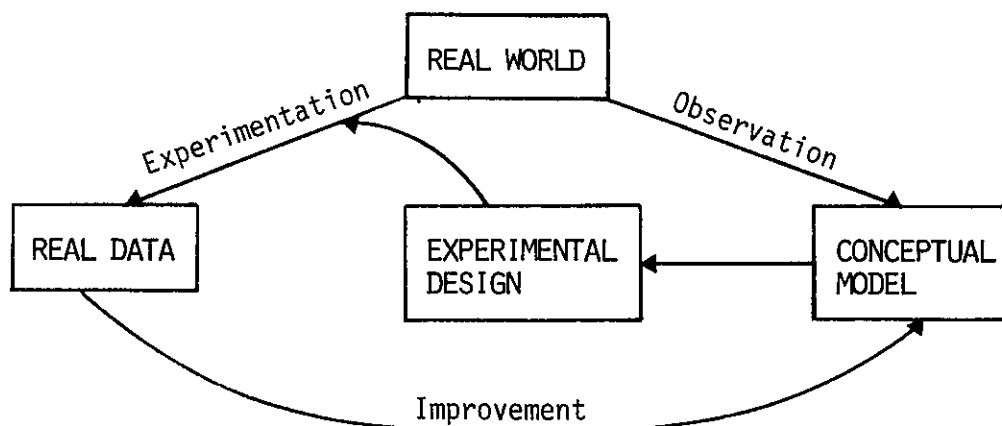 REAL WORLD
Experimentation
Observation
REAL DATA
EXPERIMENTAL
DESIGN
CONCEPTUAL
MODEL
Improvement